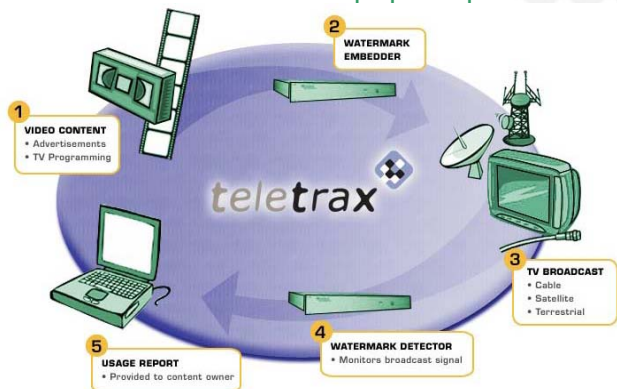 1
VIDEO CONTENT
• Advertisements
• TV Programming
2
WATERMARK
EMBEDDER
teletrax
3
TV BROADCAST
• Cable
• Satellite
• Terrestrial
4
WATERMARK DETECTOR
• Monitors broadcast signal
5
USAGE REPORT
• Provided to content owner